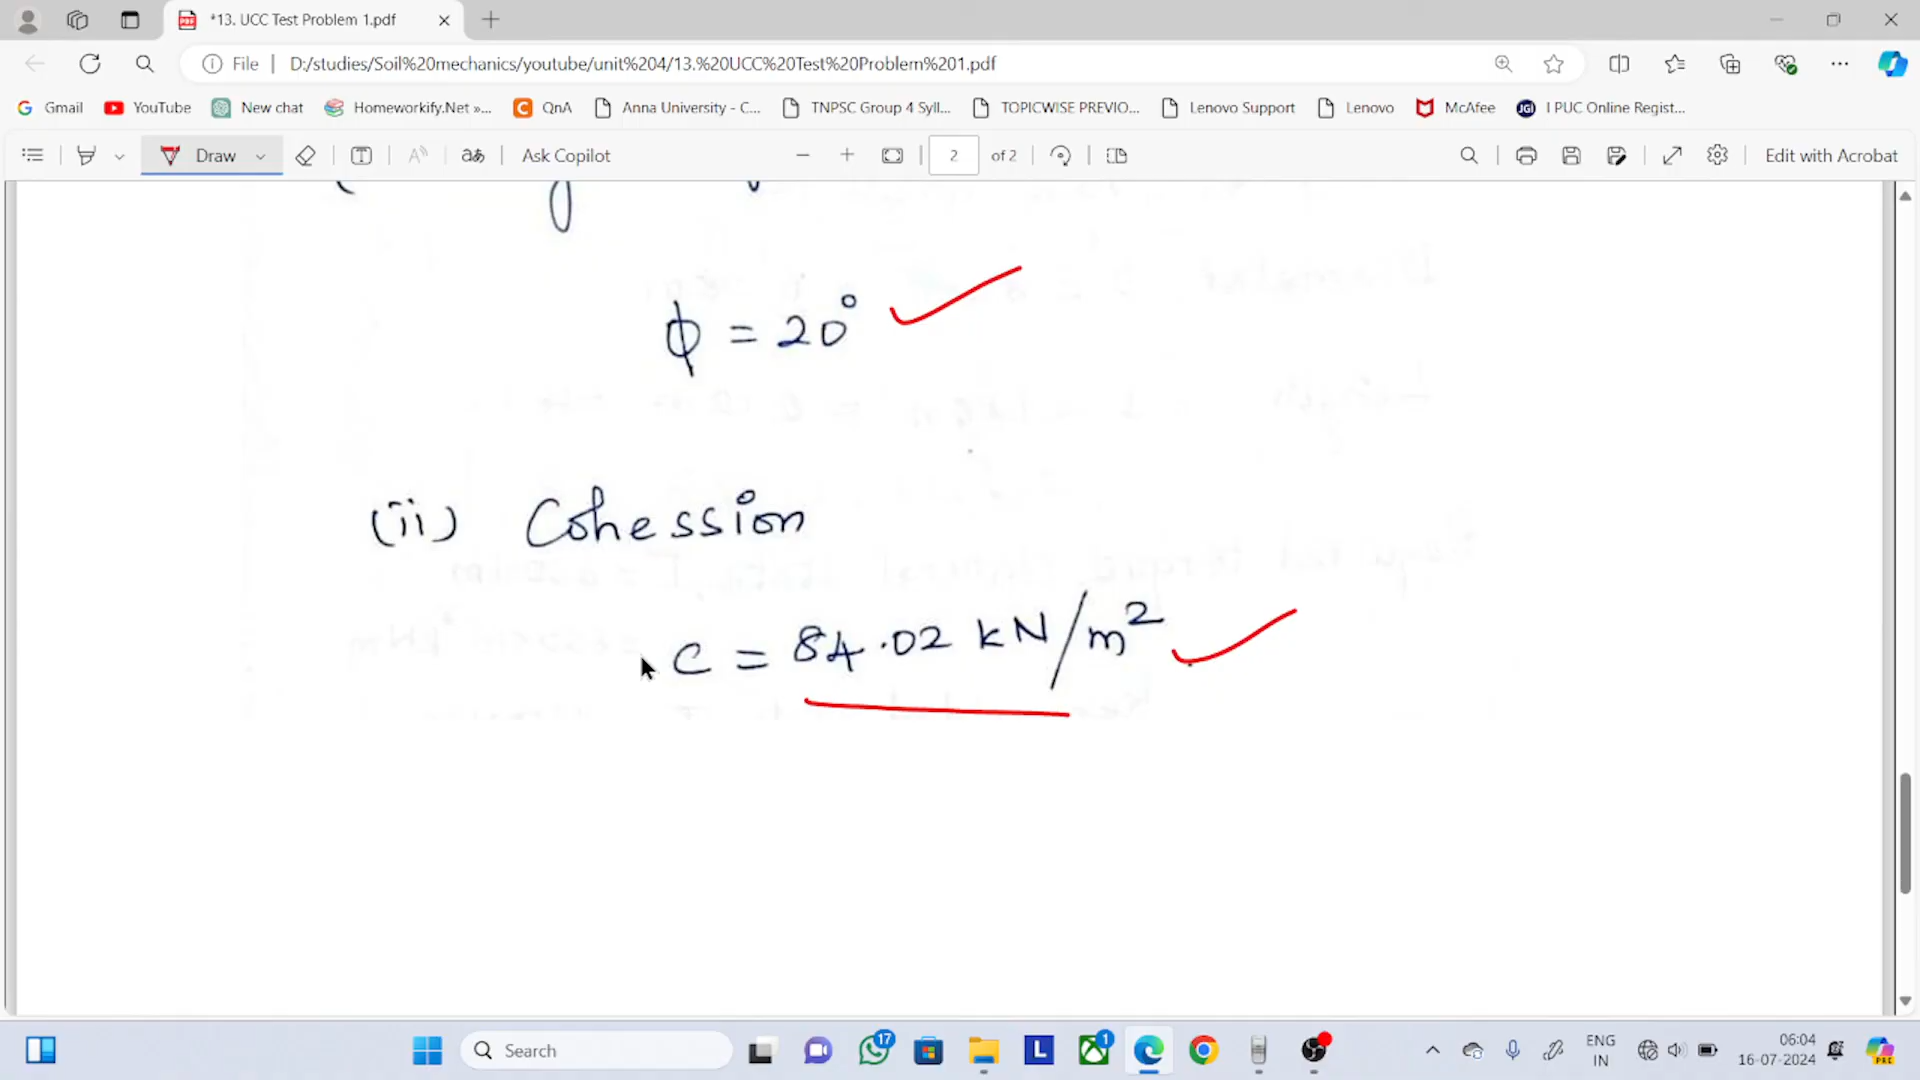 *13. UCC Test Problem 1.pdf
File
D:/studies/Soil%20mechanics/youtube/unit%204/13.%20UCC%20Test%20Problem%201.pdf
Gmail
YouTube
New chat
Homeworkify.Net »...
QnA
Anna University - C...
TNPSC Group 4 Syll...
TOPICWISE PREVIO...
Lenovo Support
Lenovo
McAfee
I PUC Online Regist...
Draw
Ask Copilot
2 of 2
Edit with Acrobat
ϕ = 20°
(ii) Cohession
C = 84.02 kN/m²
Search
17
1
ENG
IN
06:04
16-07-2024